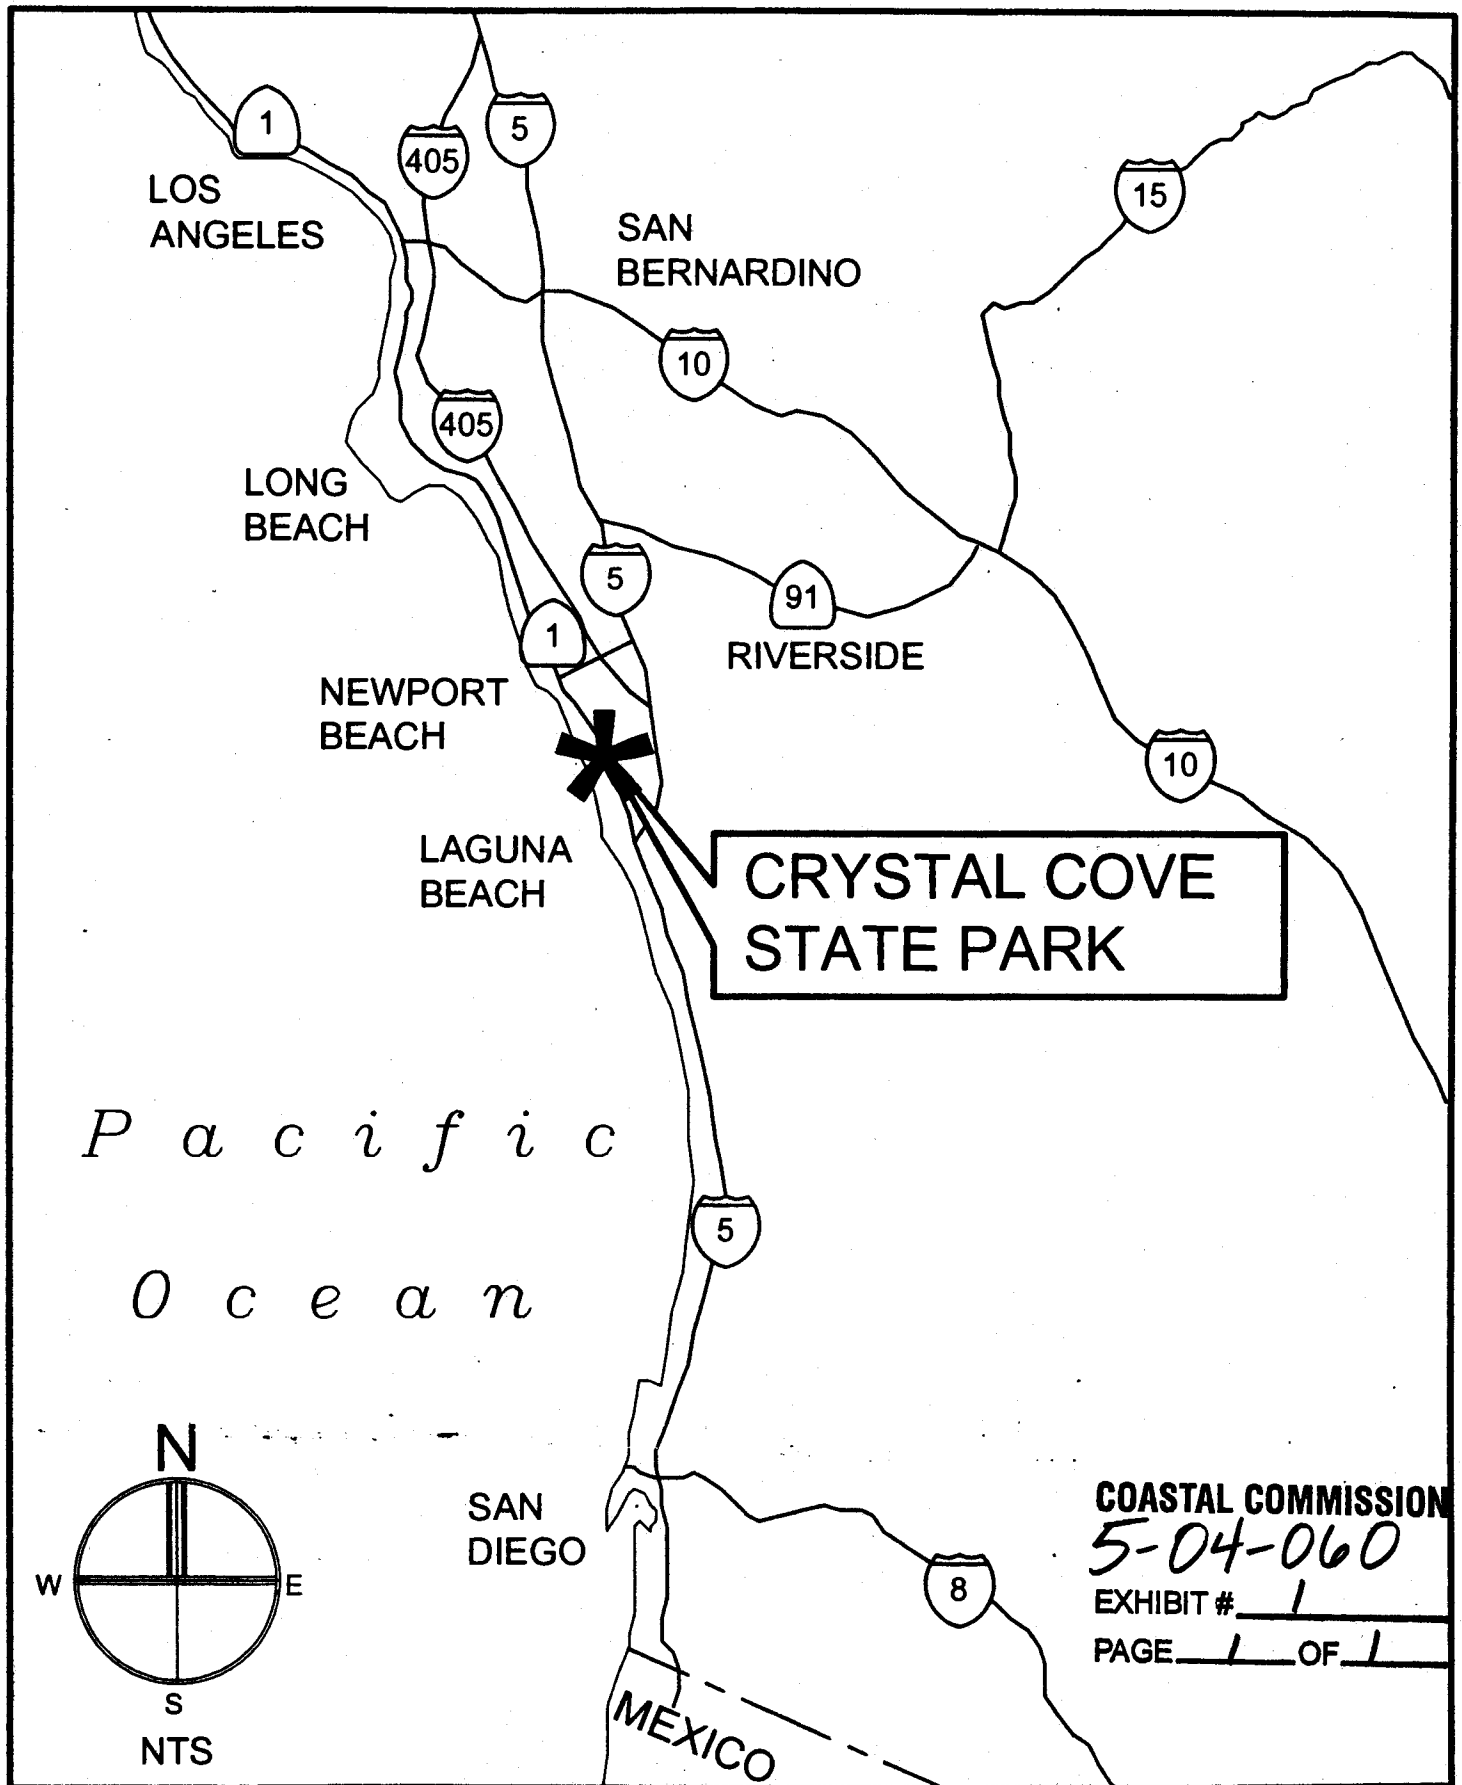 1
405
5
15
LOS
ANGELES
SAN
BERNARDINO
10
405
LONG
BEACH
5
91
1
RIVERSIDE
NEWPORT
BEACH
10
LAGUNA
BEACH
CRYSTAL COVE
STATE PARK
Pacific
5
Ocean
N
SAN
DIEGO
COASTAL COMMISSION
5-04-060
W
E
8
EXHIBIT # 1
PAGE 1 OF 1
S
MEXICO
NTS